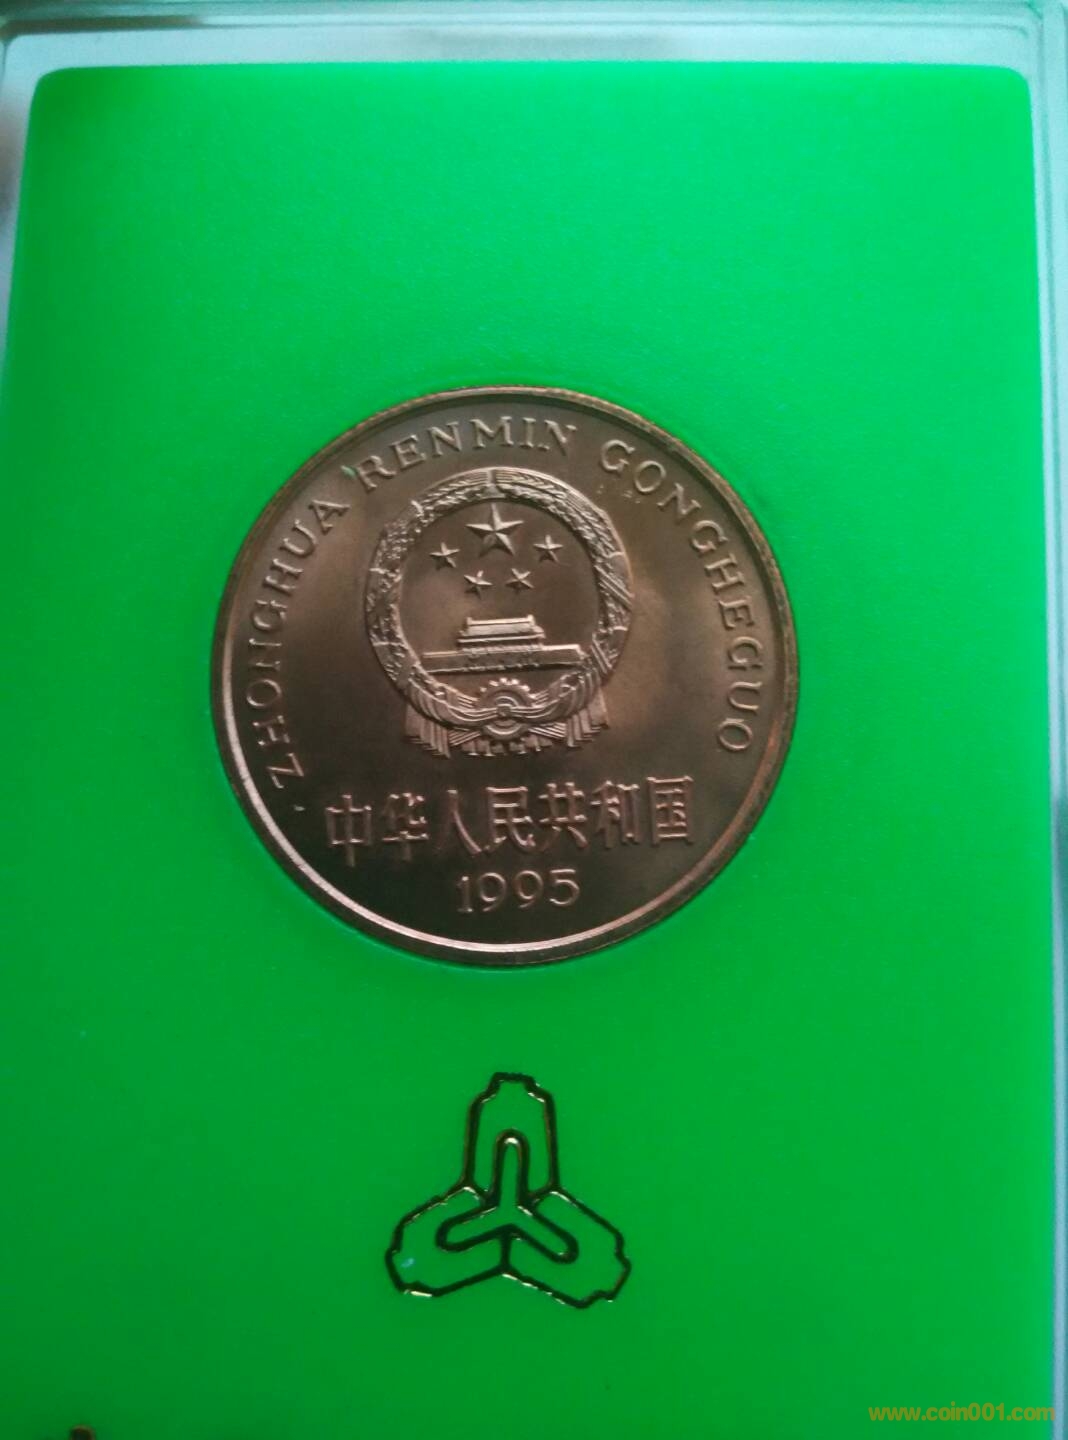 ZHONGHUA RENMIN GONGHEGUO
中华人民共和国
1995
www.coin001.com